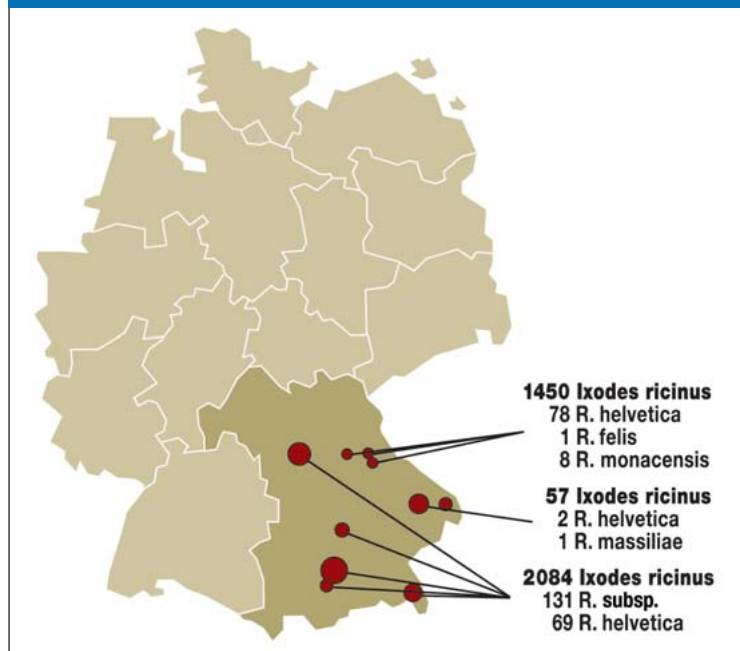 1450 Ixodes ricinus
78 R. helvetica
1 R. felis
8 R. monacensis
57 Ixodes ricinus
2 R. helvetica
1 R. massiliae
2084 Ixodes ricinus
131 R. subsp.
69 R. helvetica